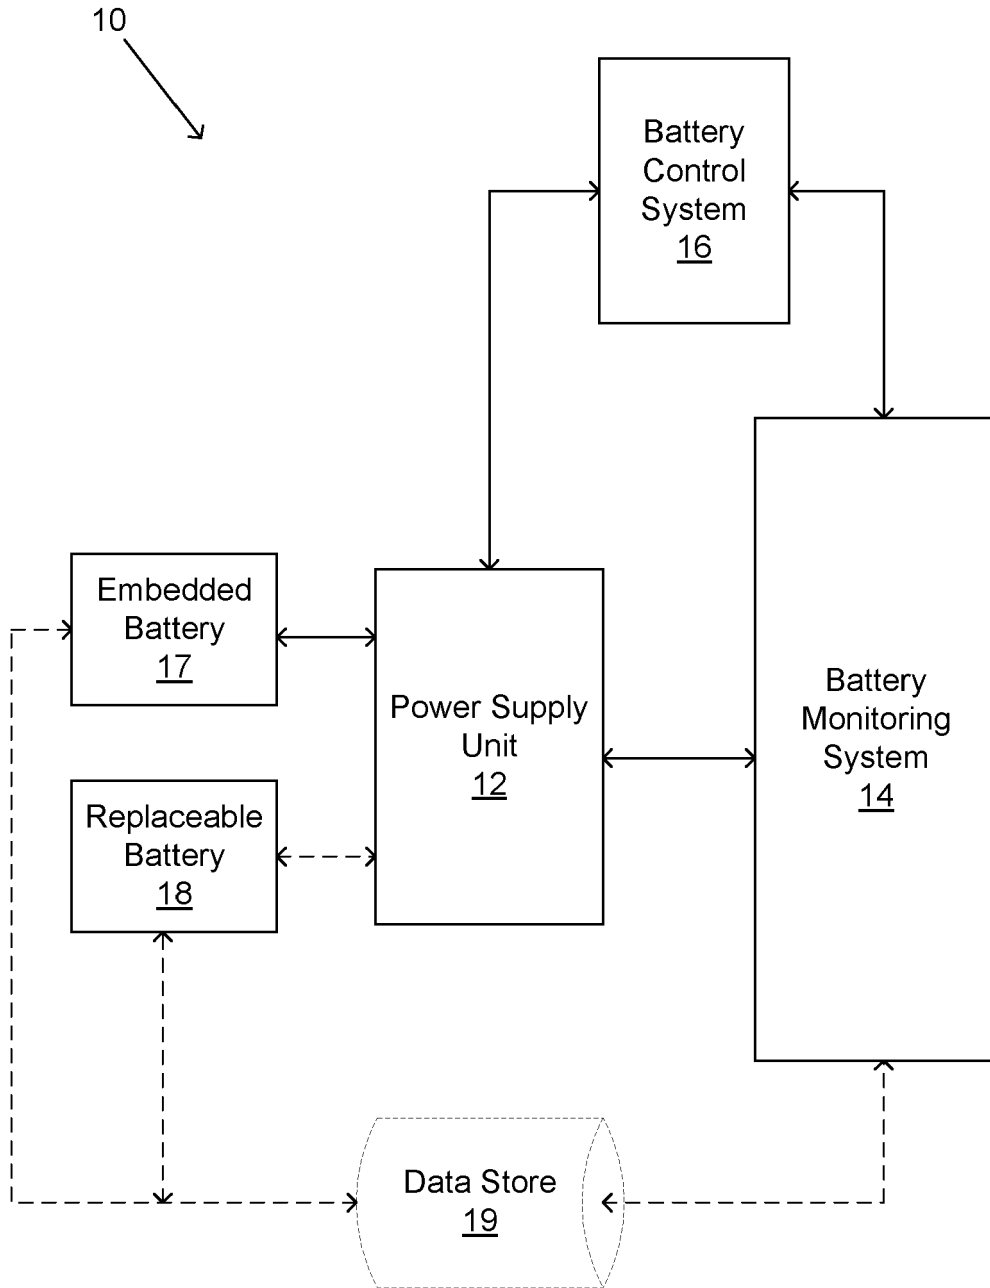 10
Battery
Control
System
16
Embedded
Battery
17
Power Supply
Unit
12
Battery
Monitoring
System
14
Replaceable
Battery
18
Data Store
19